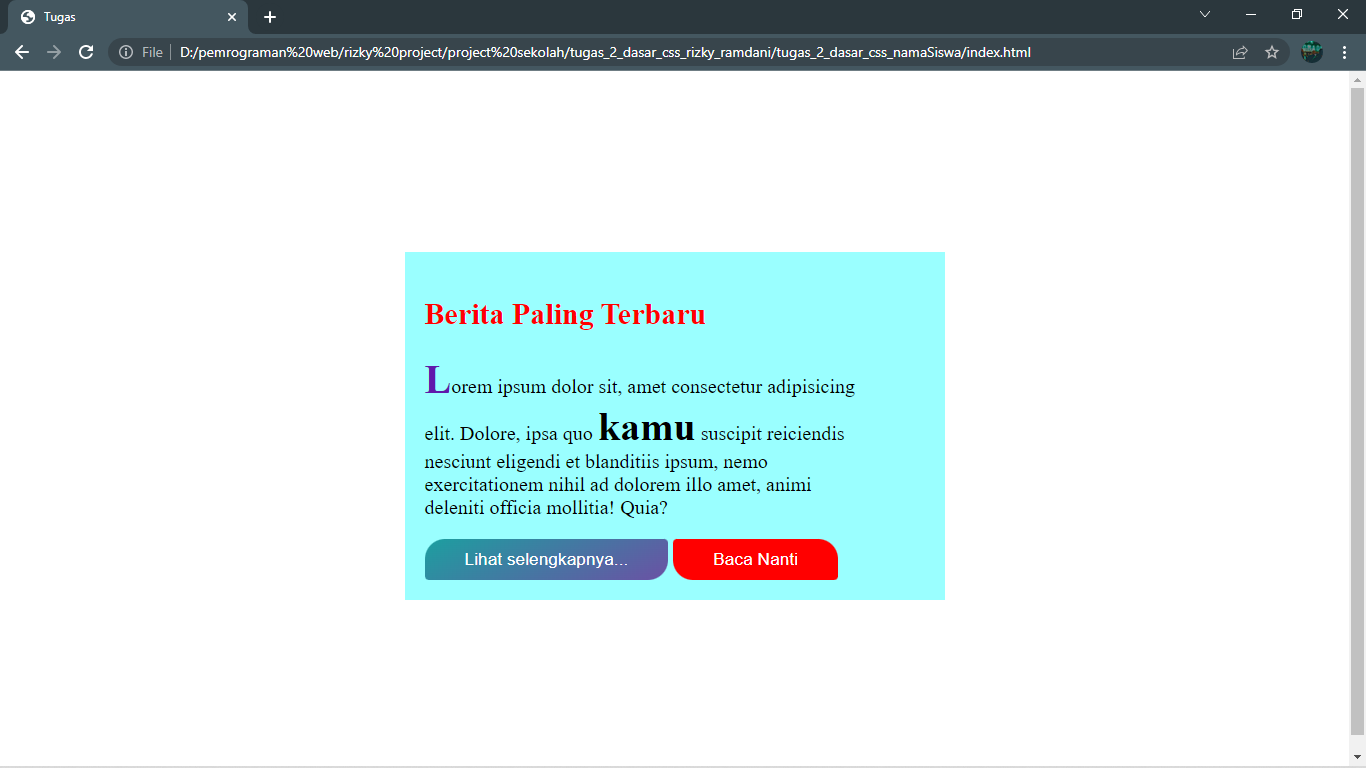 Tugas
File
D:/pemrograman%20web/rizky%20project/project%20sekolah/tugas_2_dasar_css_rizky_ramdani/tugas_2_dasar_css_namaSiswa/index.html
Berita Paling Terbaru
Lorem ipsum dolor sit, amet consectetur adipisicing
elit. Dolore, ipsa quo kamu suscipit reiciendis
nesciunt eligendi et blanditiis ipsum, nemo
exercitationem nihil ad dolorem illo amet, animi
deleniti officia mollitia! Quia?
Lihat selengkapnya...
Baca Nanti